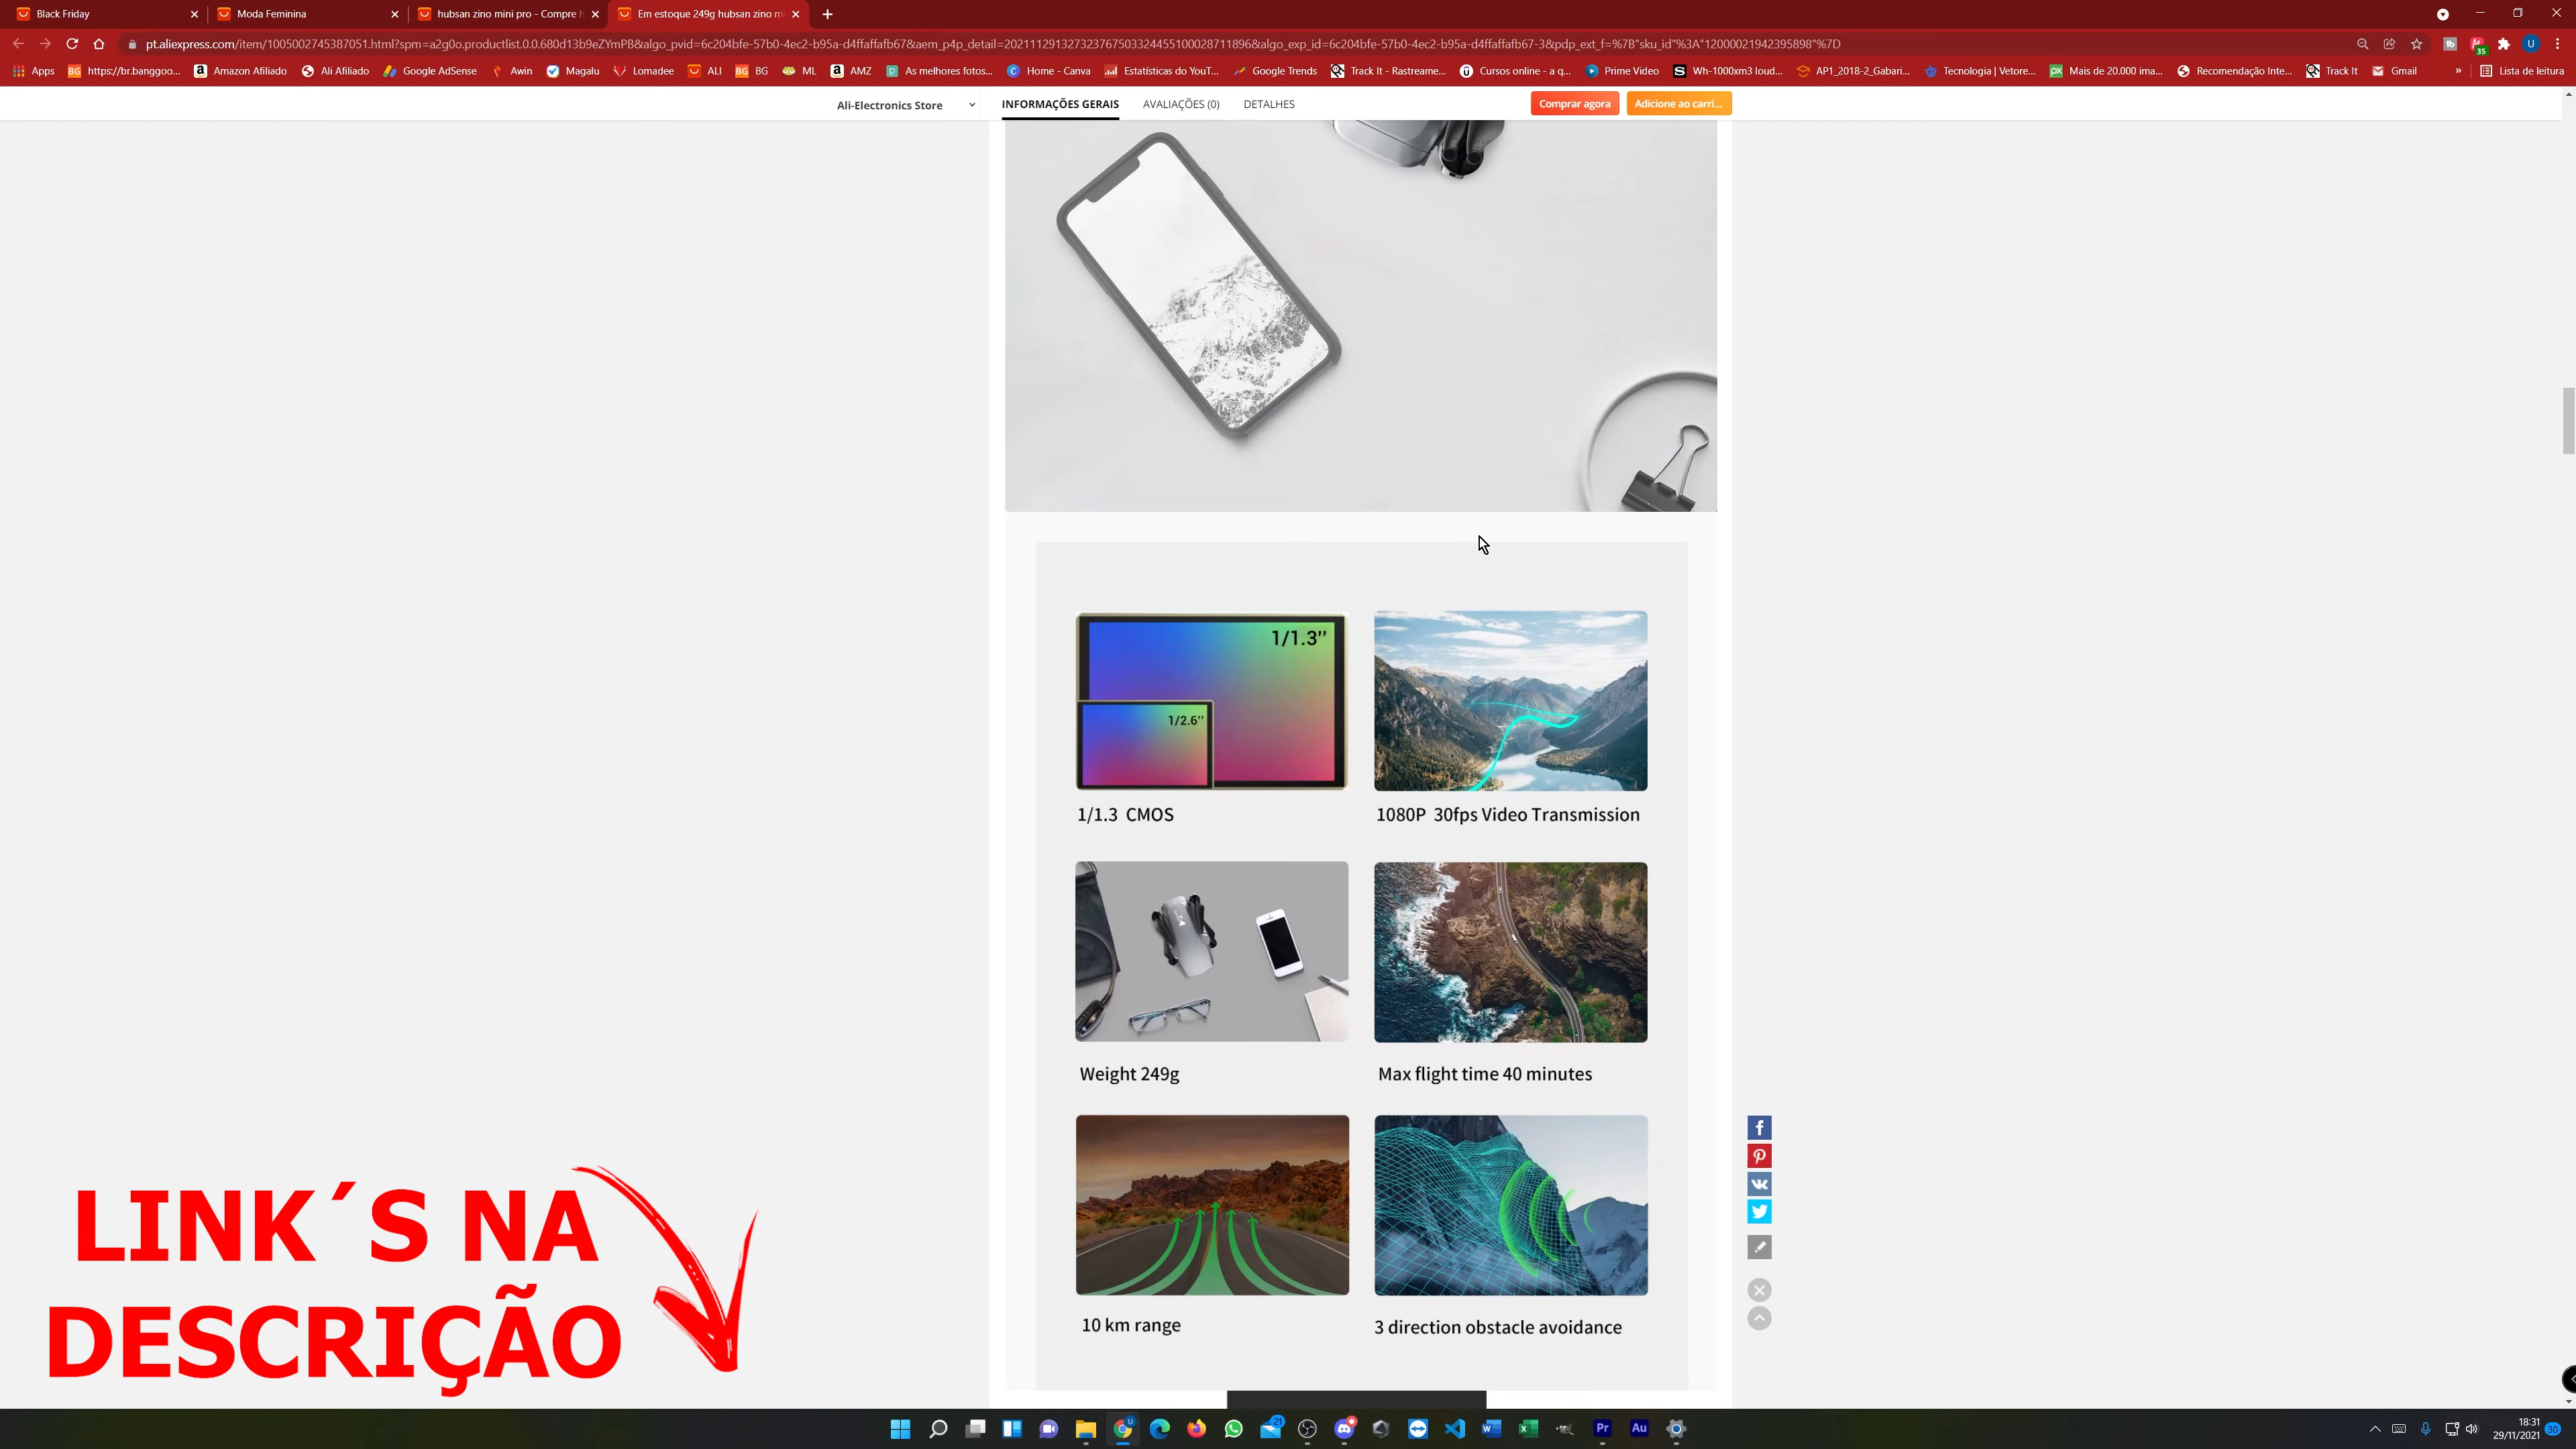 Black Friday
Moda Feminina
hubsan zino mini pro - Compre h
Em estoque 249g hubsan zino m
pt.aliexpress.com/item/1005002745387051.html?spm=a2g0o.productlist.0.0.680d13b9eZYmPB&algo_pvid=6c204bfe-57b0-4ec2-b95a-d4ffaffafb67&aem_p4p_detail=202111291327323767503324455100028711896&algo_exp_id=6c204bfe-57b0-4ec2-b95a-d4ffaffafb67-3&pdp_ext_f=%7B"sku_id"%3A"12000021942395898"%7D
35
U
Apps
BG https://br.banggoo...
Amazon Afiliado
Ali Afiliado
Google AdSense
Awin
Magalu
Lomadee
ALI
BG BG
ML
AMZ
As melhores fotos...
Home - Canva
Estatísticas do YouT...
Google Trends
Track It - Rastreame...
Cursos online - a q...
Prime Video
Wh-1000xm3 loud...
AP1_2018-2_Gabari...
Tecnologia | Vetore...
Mais de 20.000 ima...
Recomendação Inte...
Track It
Gmail
»
Lista de leitura
Ali-Electronics Store
INFORMAÇÕES GERAIS
AVALIAÇÕES (0)
DETALHES
Comprar agora
Adicione ao carri...
1/1.3"
1/2.6"
1/1.3 CMOS
1080P 30fps Video Transmission
Weight 249g
Max flight time 40 minutes
10 km range
3 direction obstacle avoidance
LINK´S NA
DESCRIÇÃO
21
Pr
Au
18:31
29/11/2021
30